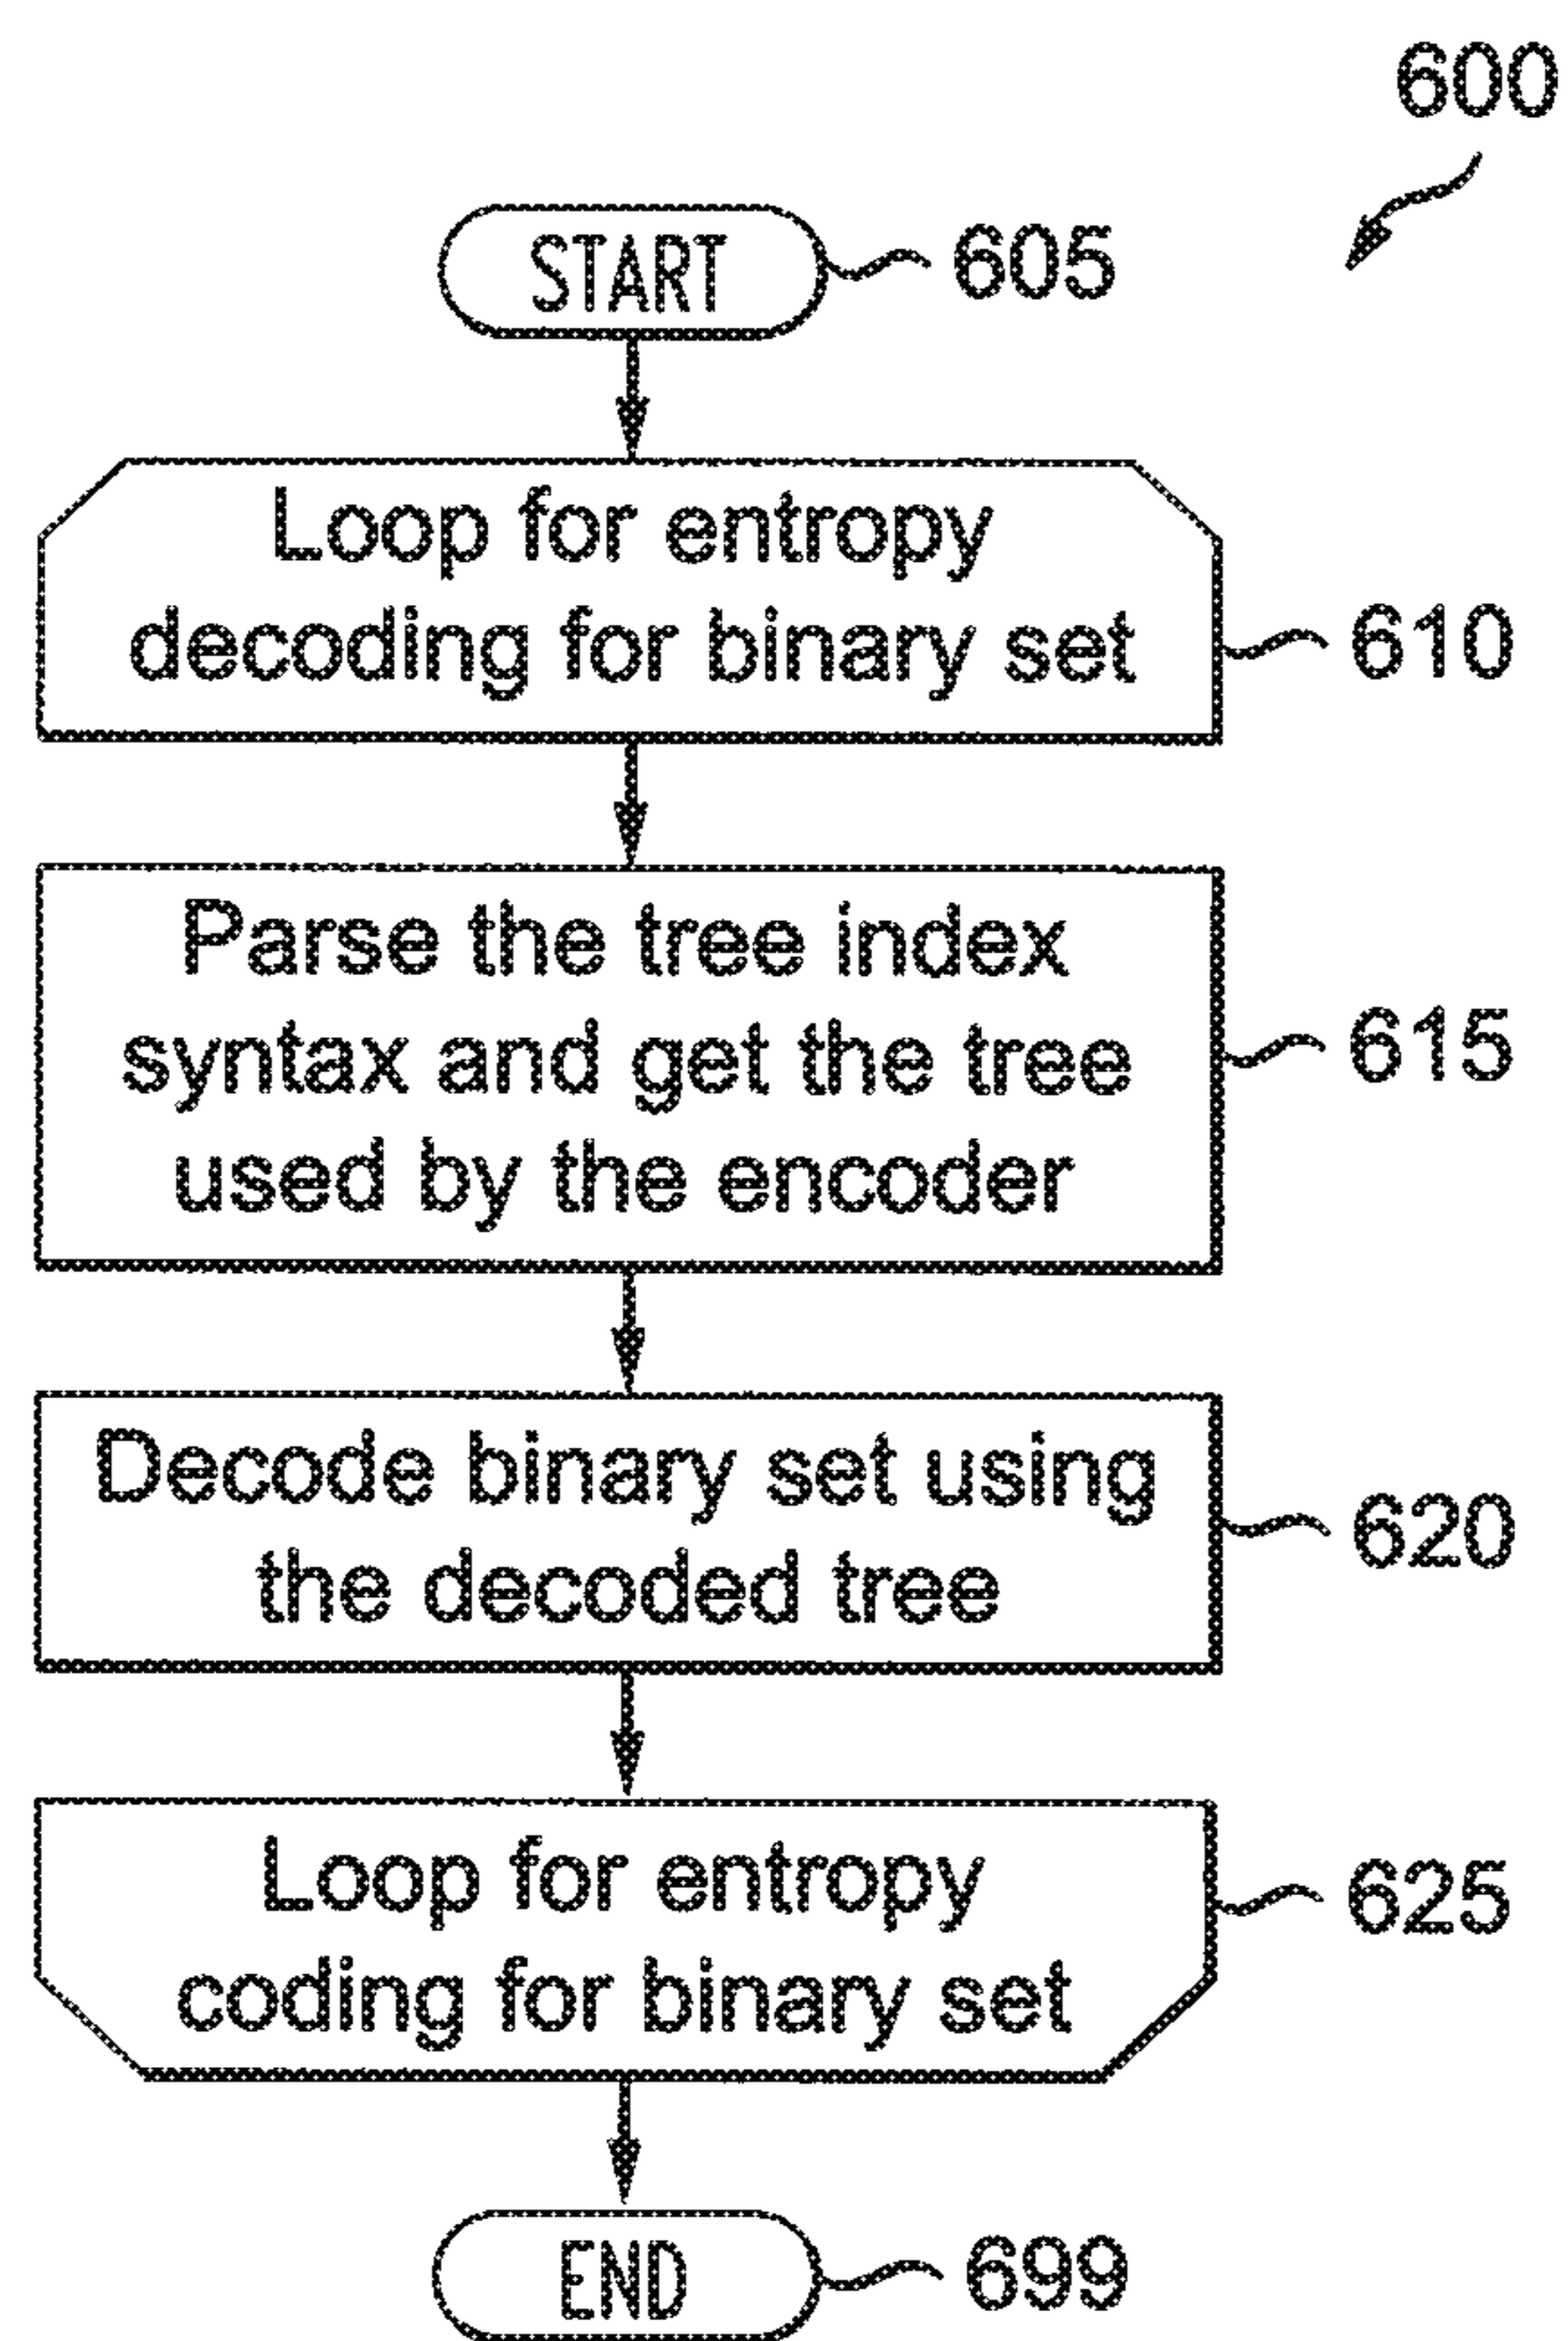 600
START
605
Loop for entropy
decoding for binary set
610
Parse the tree index
syntax and get the tree
used by the encoder
615
Decode binary set using
the decoded tree
620
Loop for entropy
coding for binary set
625
END
699